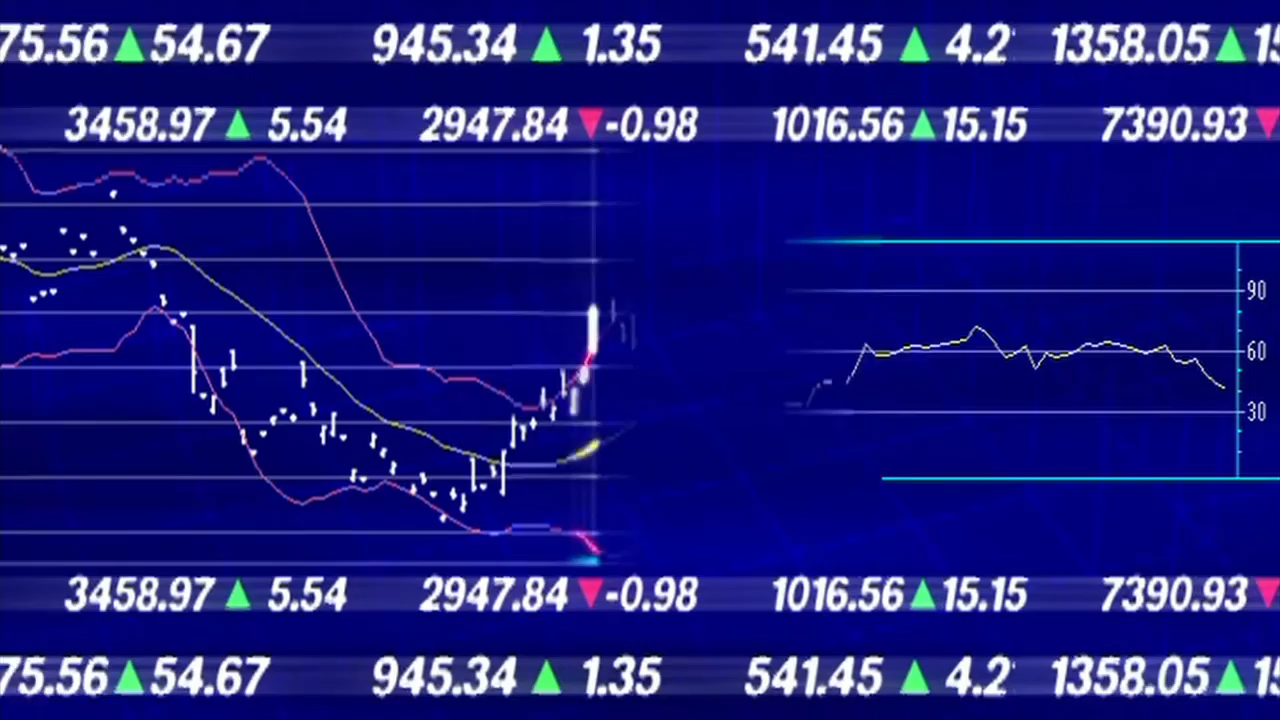 75.56 ▲ 54.67 945.34 ▲ 1.35 541.45 ▲ 4.2 1358.05 ▲ 15
3458.97 ▲ 5.54 2947.84 ▼ -0.98 1016.56 ▲ 15.15 7390.93 ▼
90
60
30
3458.97 ▲ 5.54 2947.84 ▼ -0.98 1016.56 ▲ 15.15 7390.93 ▼
75.56 ▲ 54.67 945.34 ▲ 1.35 541.45 ▲ 4.2 1358.05 ▲ 15